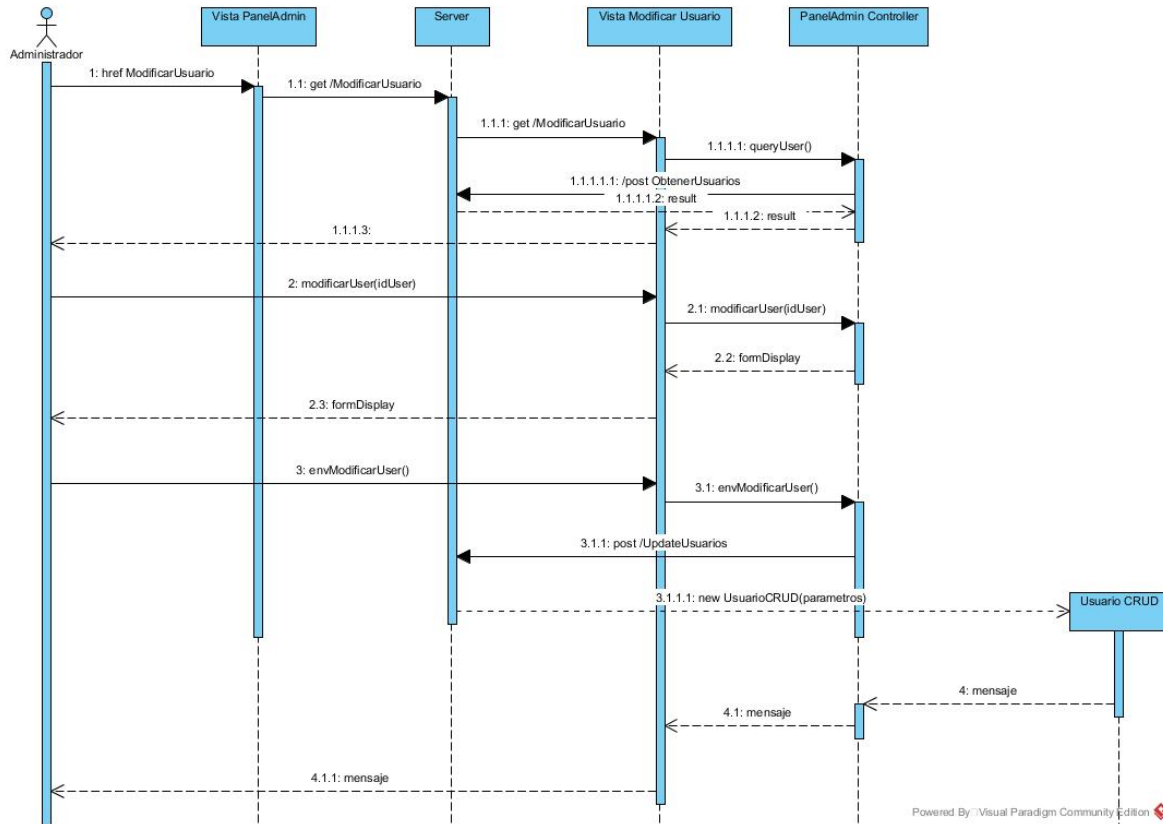 Vista PanelAdmin
Server
Vista Modificar Usuario
PanelAdmin Controller
Administrador
1: href ModificarUsuario
1.1: get /ModificarUsuario
1.1.1: get /ModificarUsuario
1.1.1.1: queryUser()
1.1.1.1.1: /post ObtenerUsuarios
1.1.1.1.2: result
1.1.1.2: result
1.1.1.3:
2: modificarUser(idUser)
2.1: modificarUser(idUser)
2.2: formDisplay
2.3: formDisplay
3: envModificarUser()
3.1: envModificarUser()
3.1.1: post /UpdateUsuarios
3.1.1.1: new UsuarioCRUD(parametros)
Usuario CRUD
4: mensaje
4.1: mensaje
4.1.1: mensaje
Powered By Visual Paradigm Community Edition